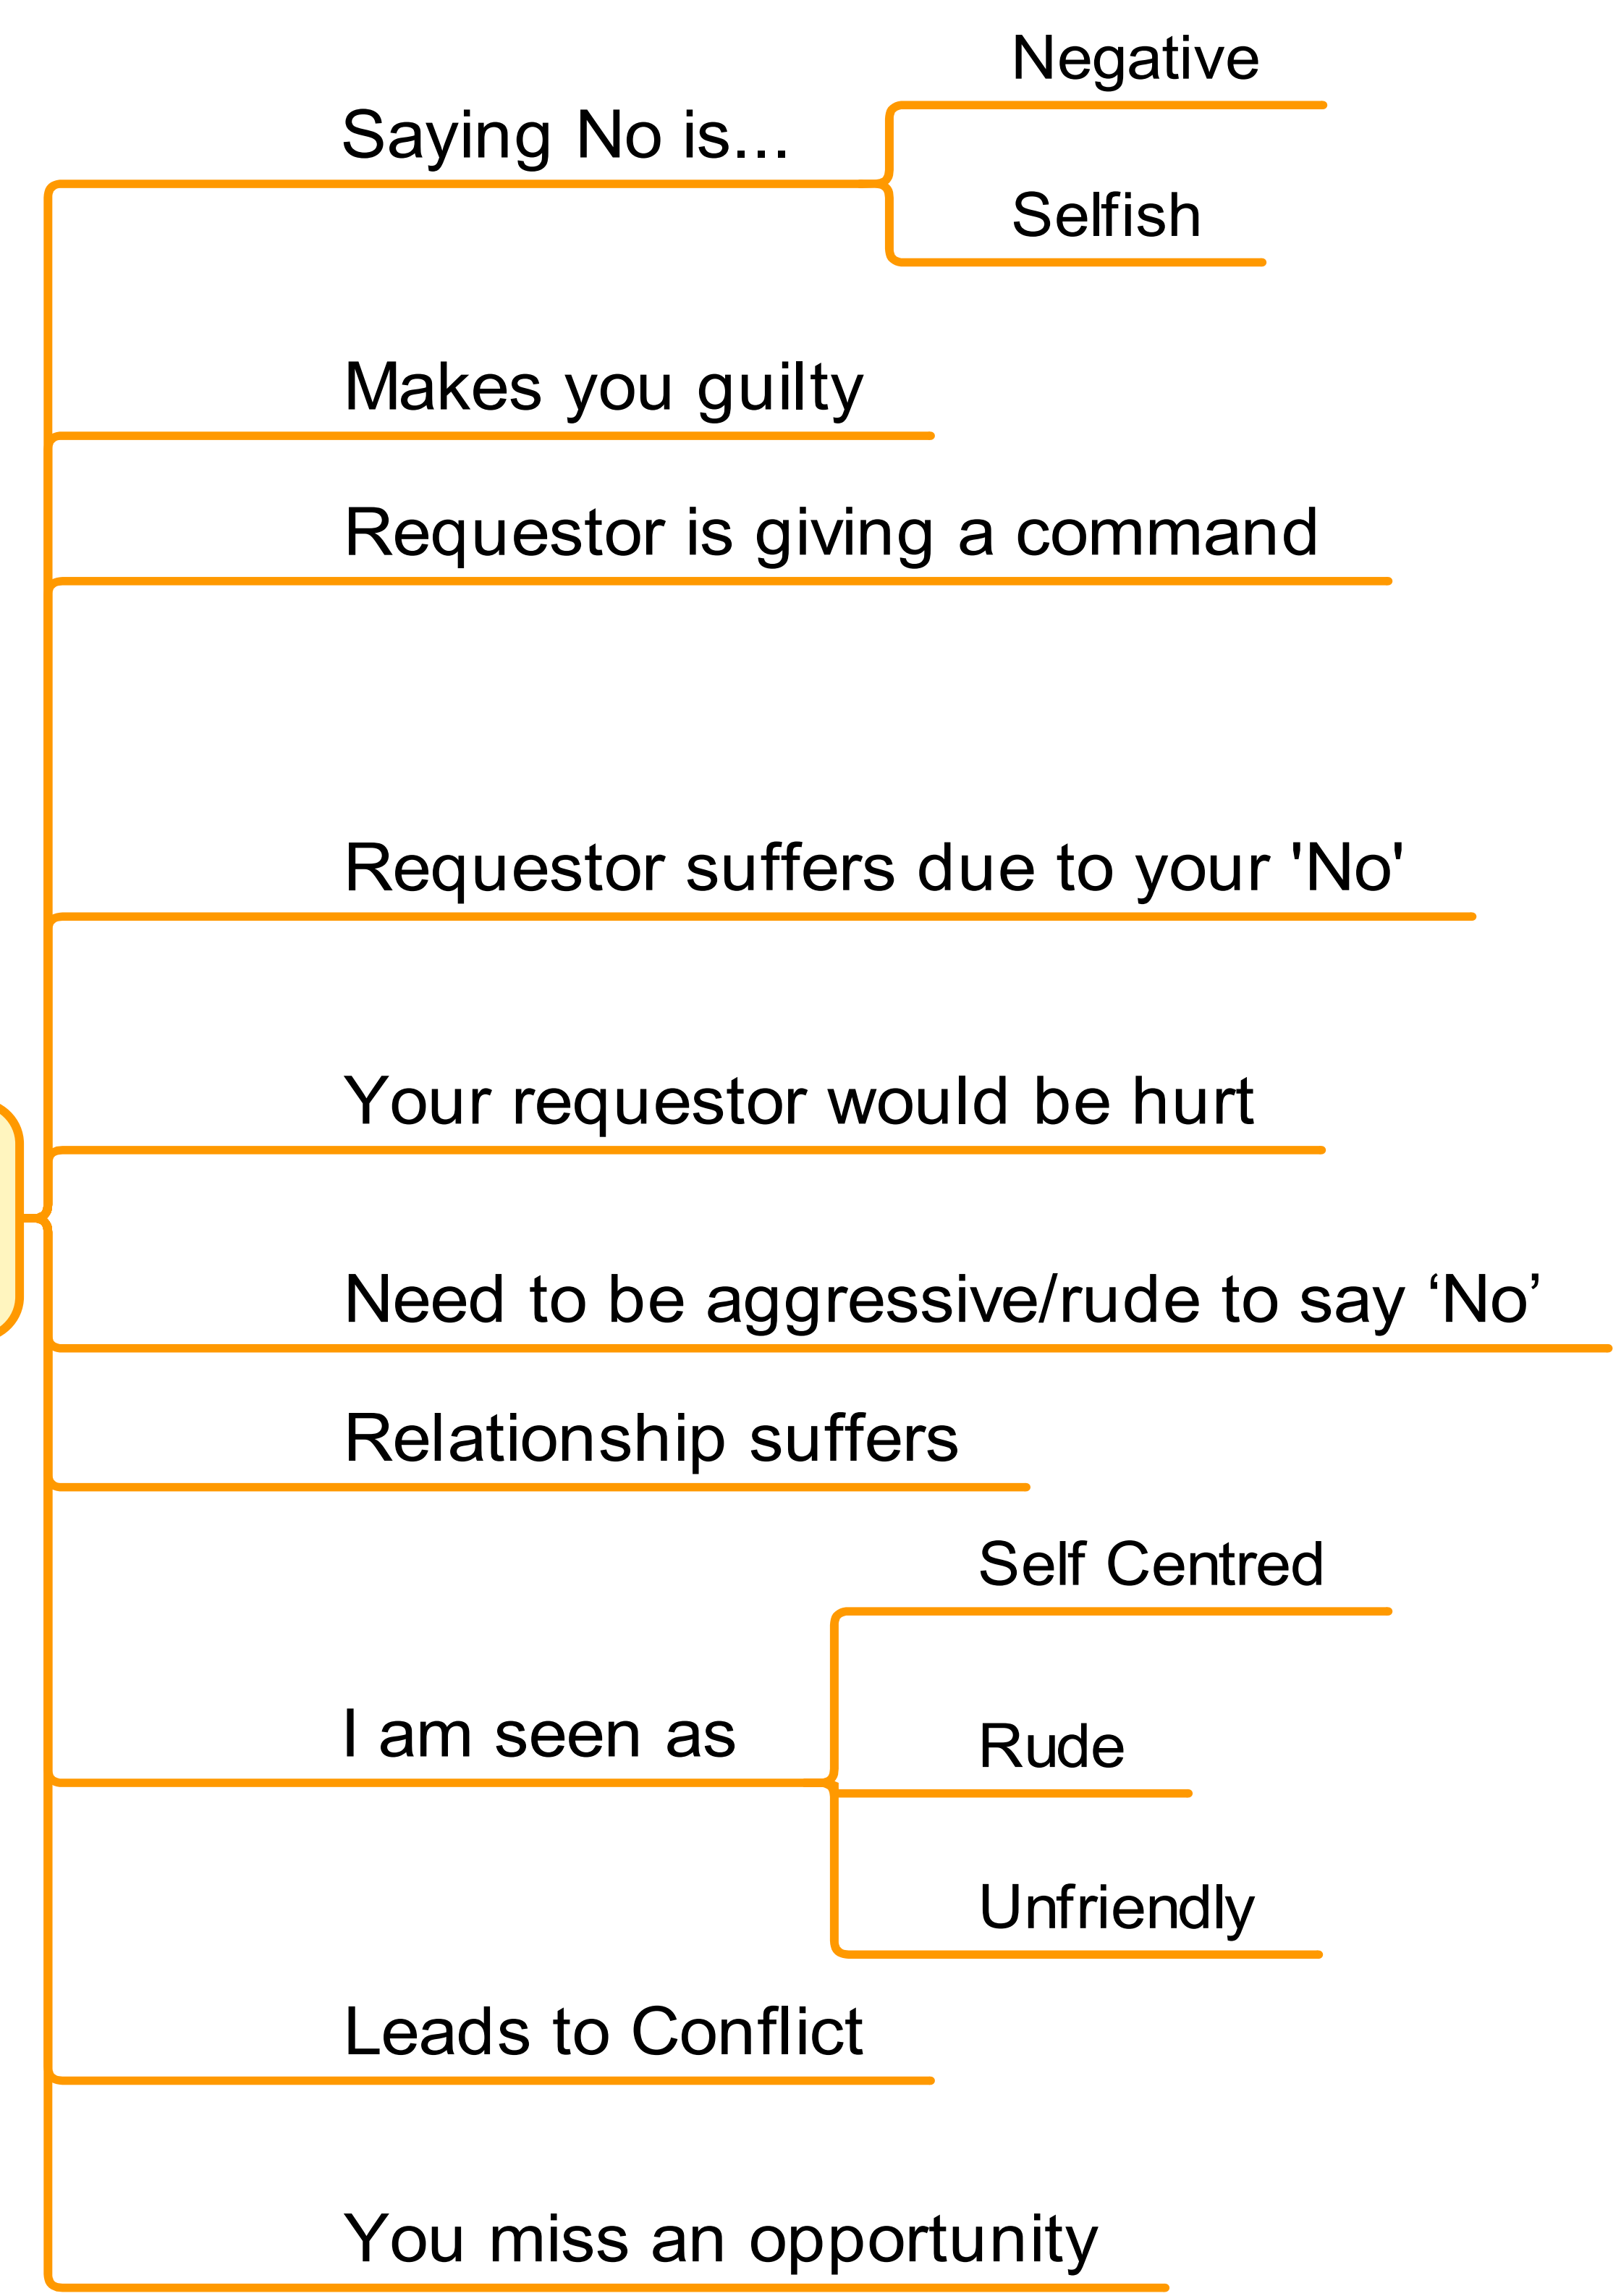 Negative
Saying No is...
Selfish
Makes you guilty
Requestor is giving a command
Requestor suffers due to your 'No'
Your requestor would be hurt
Need to be aggressive/rude to say ‘No’
Relationship suffers
Self Centred
I am seen as
Rude
Unfriendly
Leads to Conflict
You miss an opportunity